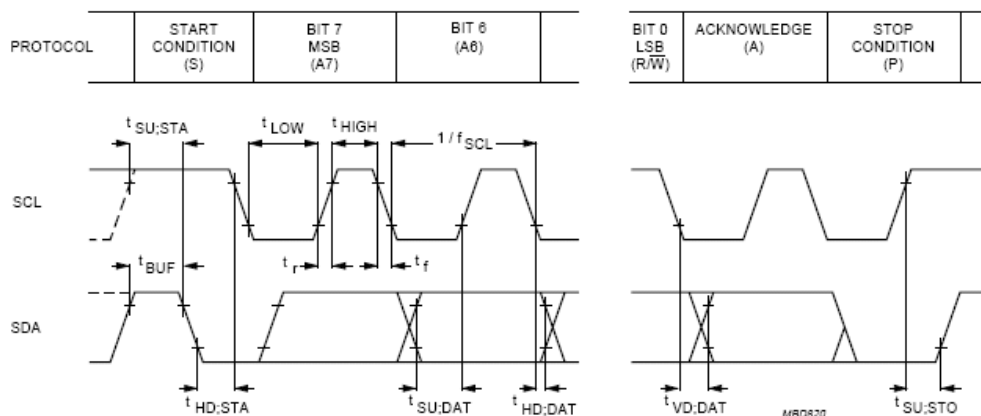 PROTOCOL
START
CONDITION
(S)
BIT 7
MSB
(A7)
BIT 6
(A6)
BIT 0
LSB
(R/W̅)
ACKNOWLEDGE
(A)
STOP
CONDITION
(P)
t SU;STA
t LOW
t HIGH
1 / f SCL
SCL
t BUF
t r
t f
SDA
t HD;STA
t SU;DAT
t HD;DAT
t VD;DAT
MBD820
t SU;STO